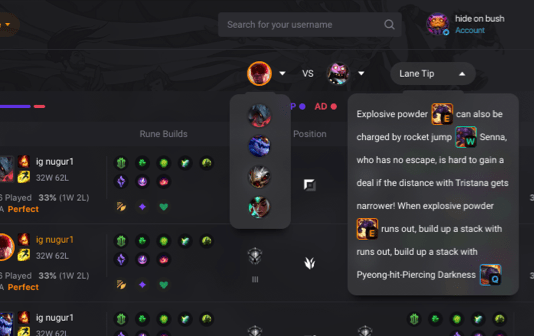 Search for your username
hide on bush
Account
VS
Lane Tip
P AD
Rune Builds
Position
Explosive powder E can also be
charged by rocket jump W Senna,
who has no escape, is hard to gain a
deal if the distance with Tristana gets
narrower! When explosive powder
E runs out, build up a stack with
runs out, build up a stack with
Pyeong-hit-Piercing Darkness Q
ig nugur1
32W 62L
Played 33% (1W 2L)
A Perfect
ig nugur1
32W 62L
S Played 33% (1W 2L)
A Perfect
III
ig nugur1
32W 62L